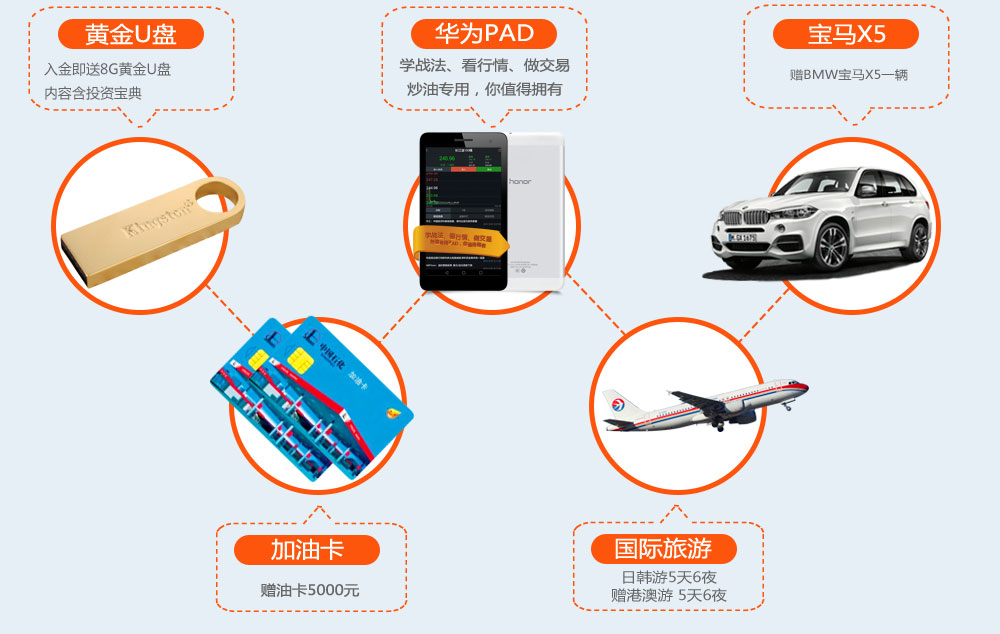 黄金U盘
入金即送8G黄金U盘
内容含投资宝典
华为PAD
学战法、看行情、做交易
炒油专用，你值得拥有
宝马X5
赠BMW宝马X5一辆
Kingston
honor
240.96
学战法、看行情、做交易
中国石化
加油卡
加油卡
赠油卡5000元
国际旅游
日韩游5天6夜
赠港澳游 5天6夜